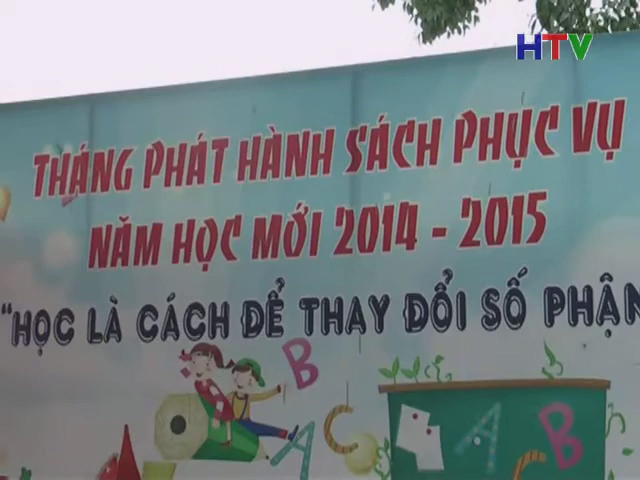 HTV
THÁNG PHÁT HÀNH SÁCH PHỤC VỤ
NĂM HỌC MỚI 2014 - 2015
"HỌC LÀ CÁCH ĐỂ THAY ĐỔI SỐ PHẬN
B
A C A B
C